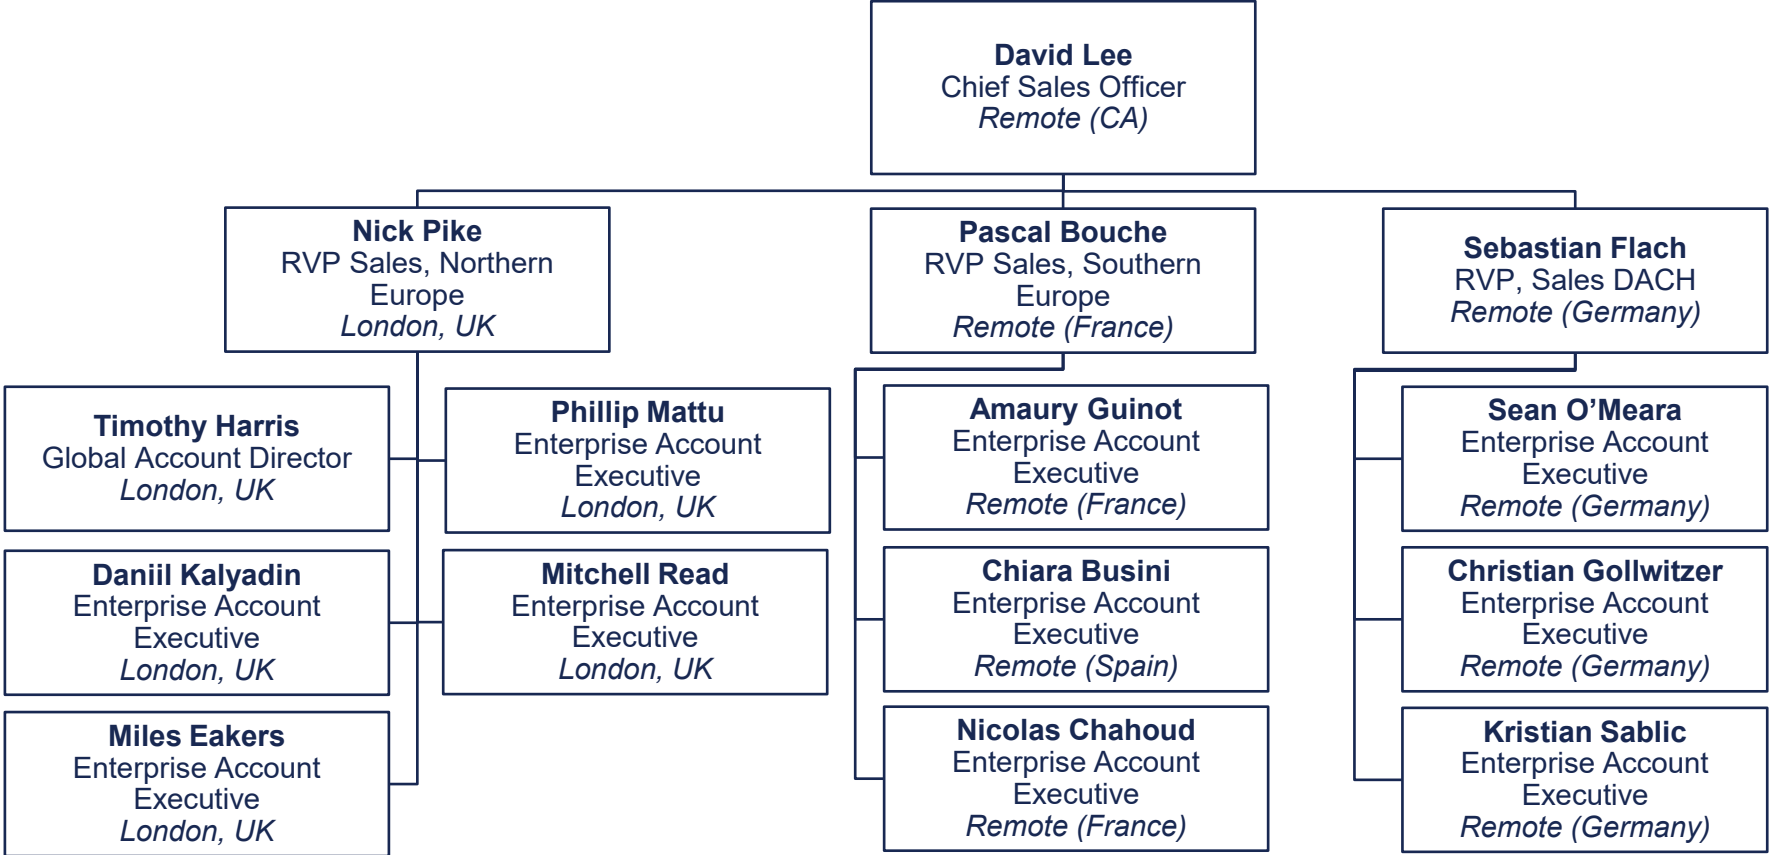 David Lee
Chief Sales Officer
Remote (CA)
Nick Pike
RVP Sales, Northern
Europe
London, UK
Pascal Bouche
RVP Sales, Southern
Europe
Remote (France)
Sebastian Flach
RVP, Sales DACH
Remote (Germany)
Timothy Harris
Global Account Director
London, UK
Phillip Mattu
Enterprise Account
Executive
London, UK
Amaury Guinot
Enterprise Account
Executive
Remote (France)
Sean O’Meara
Enterprise Account
Executive
Remote (Germany)
Daniil Kalyadin
Enterprise Account
Executive
London, UK
Mitchell Read
Enterprise Account
Executive
London, UK
Chiara Busini
Enterprise Account
Executive
Remote (Spain)
Christian Gollwitzer
Enterprise Account
Executive
Remote (Germany)
Miles Eakers
Enterprise Account
Executive
London, UK
Nicolas Chahoud
Enterprise Account
Executive
Remote (France)
Kristian Sablic
Enterprise Account
Executive
Remote (Germany)